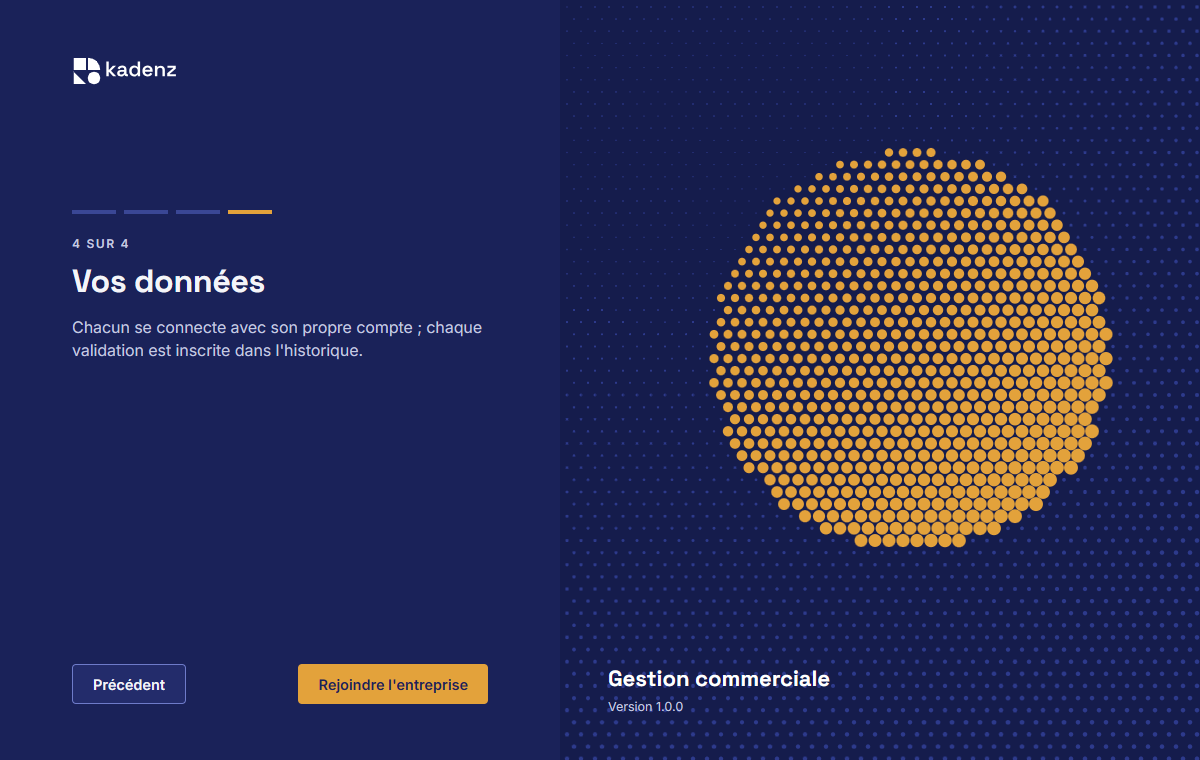 kadenz
4 SUR 4
Vos données
Chacun se connecte avec son propre compte ; chaque
validation est inscrite dans l'historique.
Précédent
Rejoindre l'entreprise
Gestion commerciale
Version 1.0.0